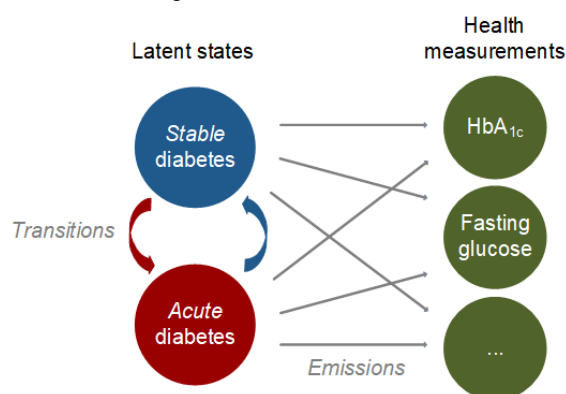 Health
Latent states
measurements
Stable
diabetes
HbA1c
Transitions
Fasting
glucose
Acute
diabetes
Emissions
...